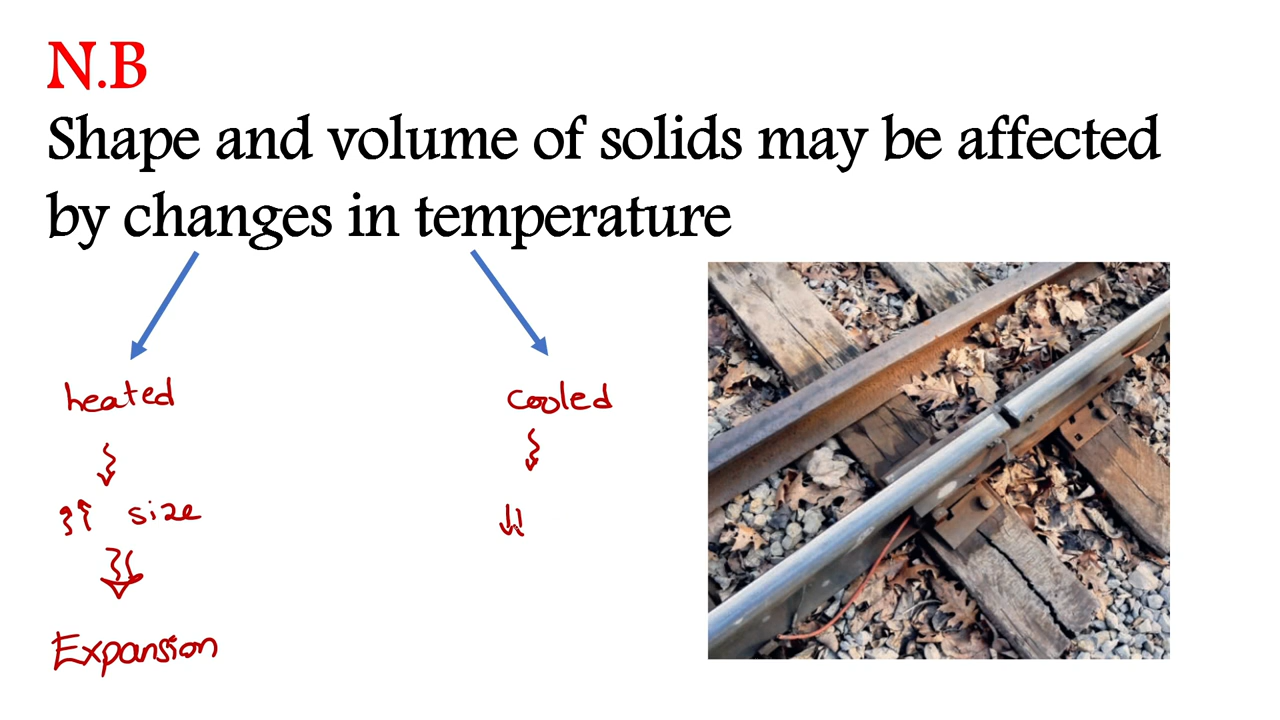 N.B
Shape and volume of solids may be affected
by changes in temperature
heated
cooled
↑↑ size
↓↓
Expansion